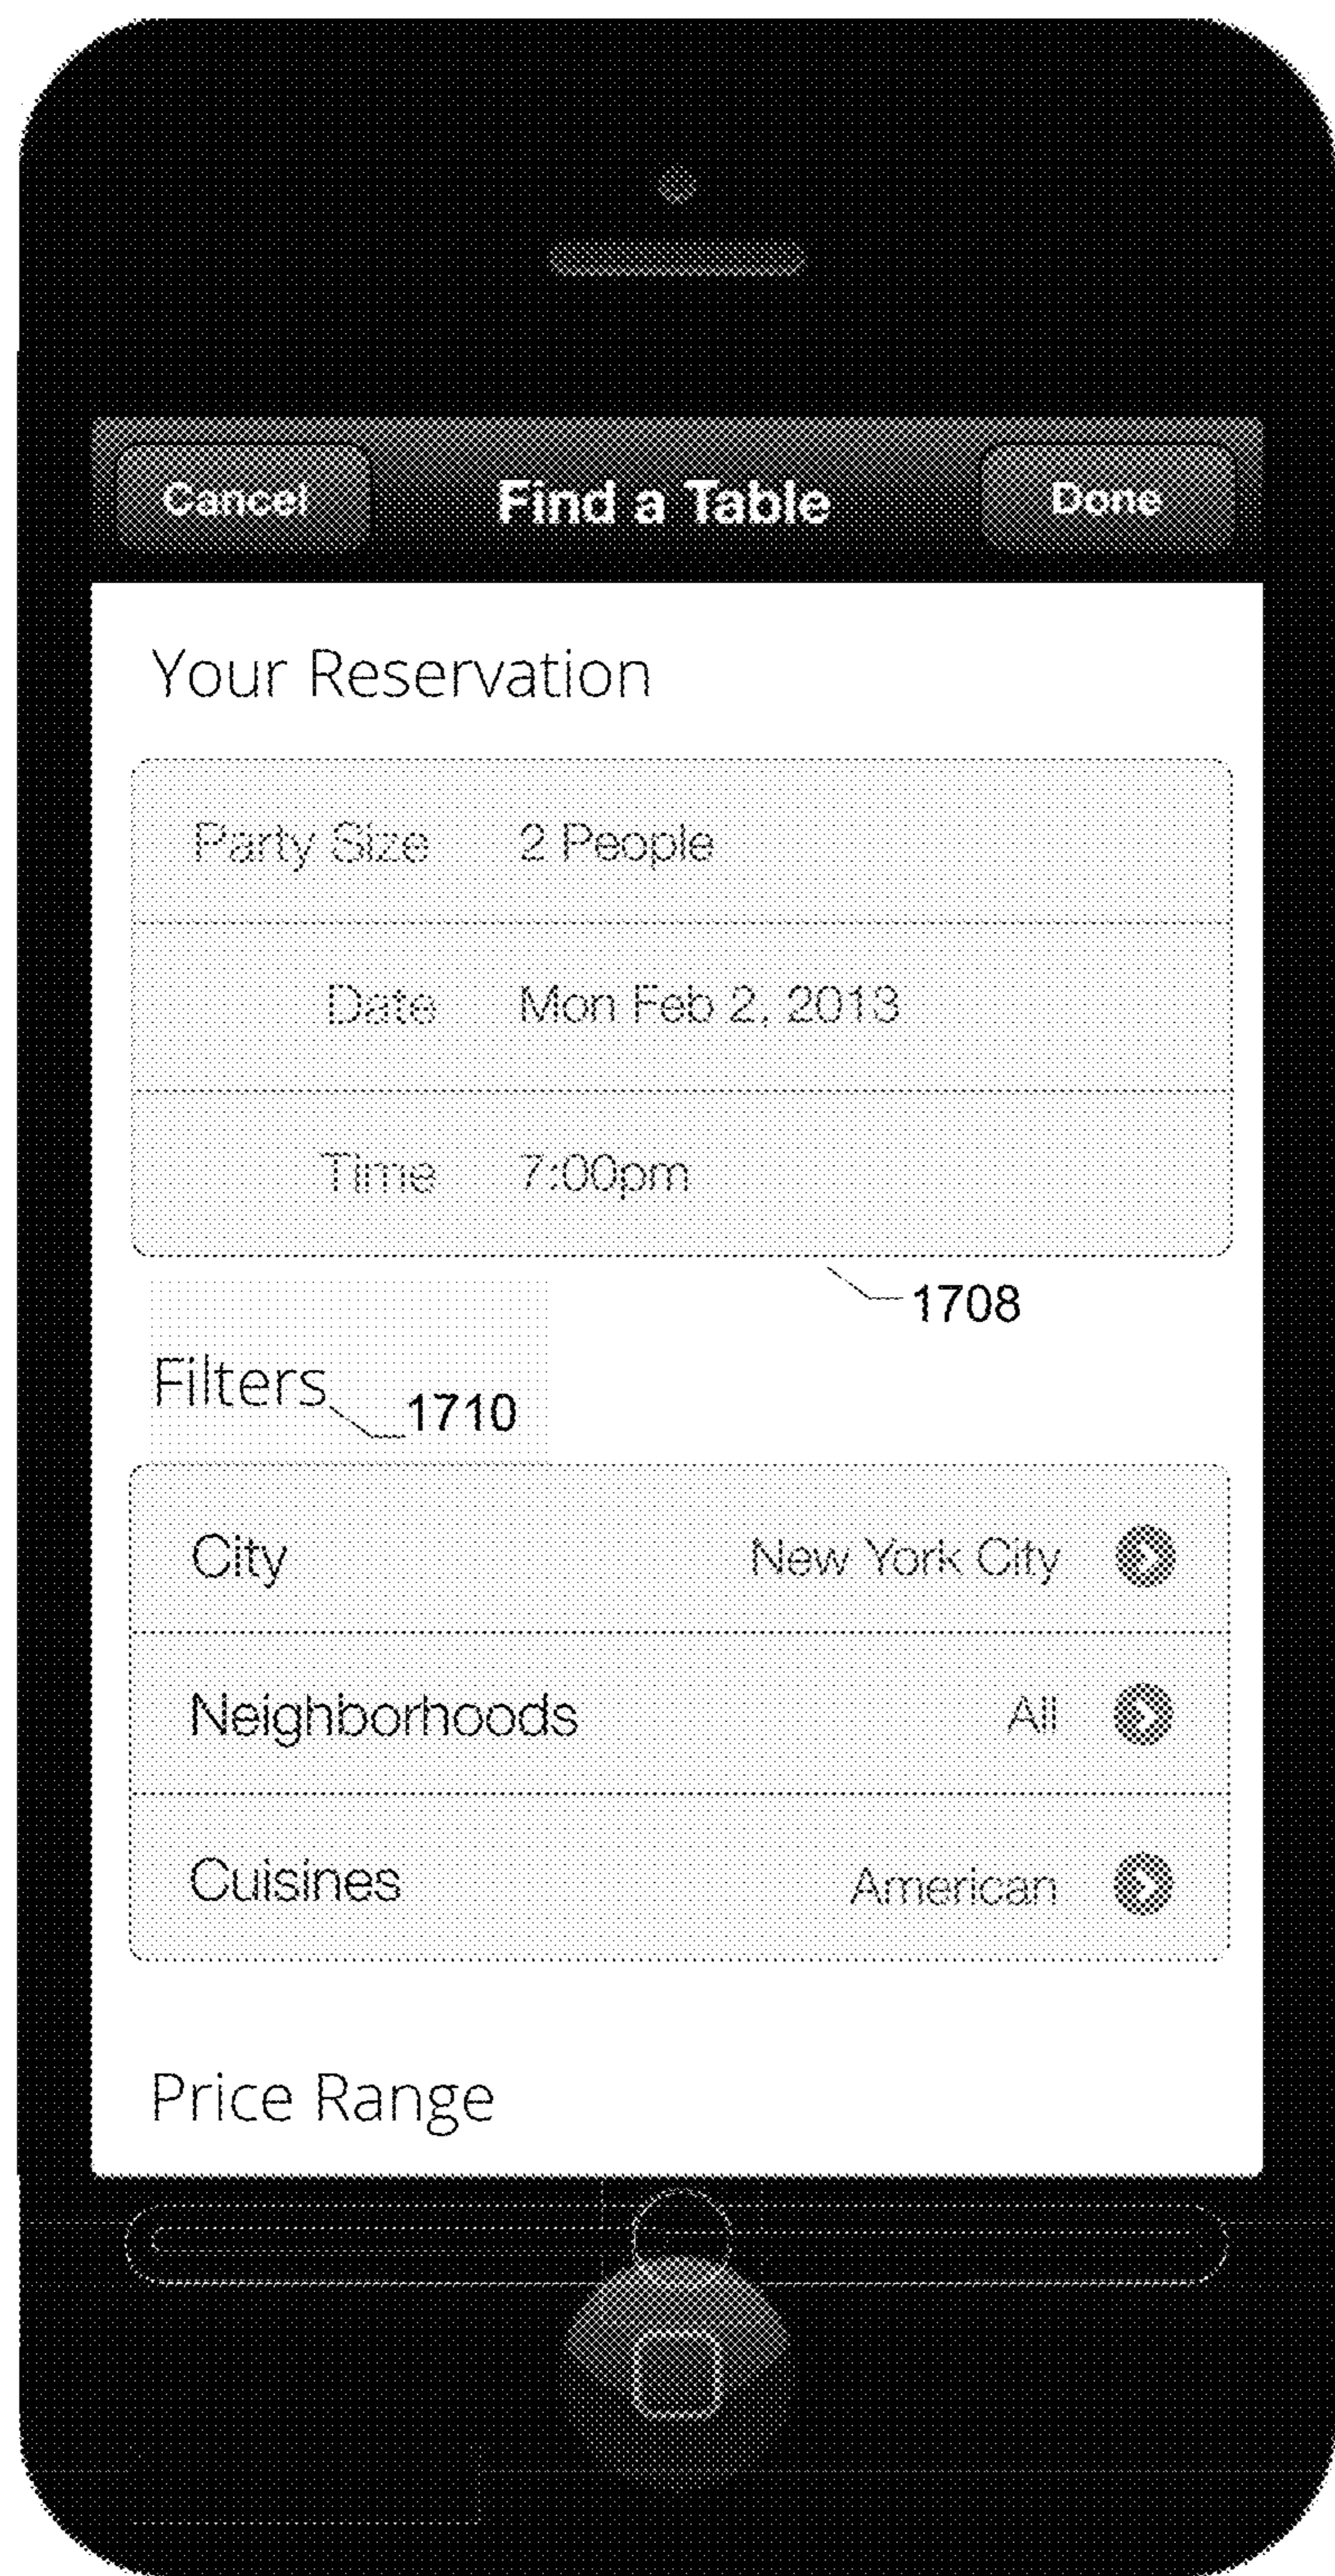 Cancel Find a Table Done
Your Reservation
Party Size 2 People
Date Mon Feb 2, 2013
Time 7:00pm
1708
Filters 1710
City New York City
Neighborhoods All
Cuisines American
Price Range